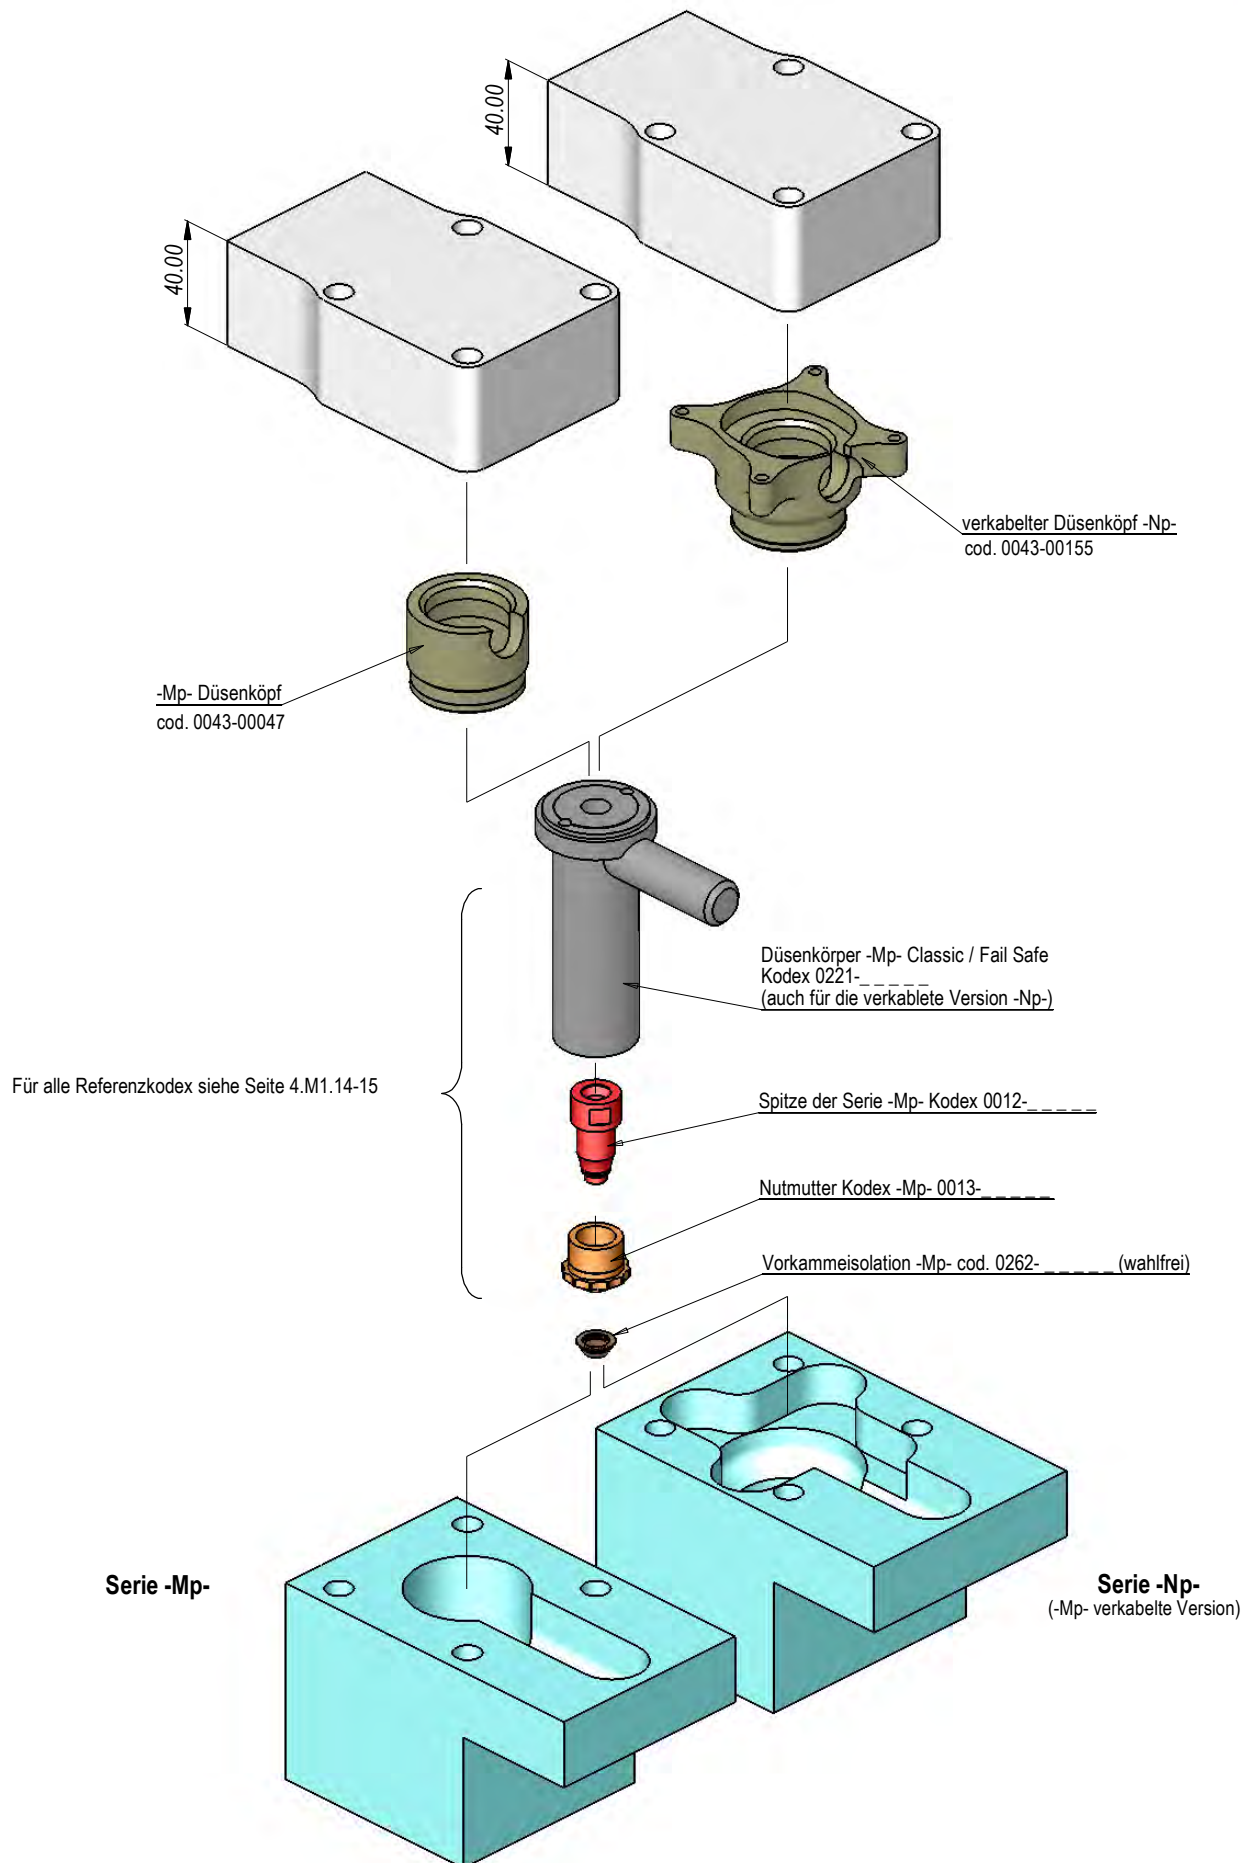 40.00
40.00
verkabelter Düsenköpf -Np-
cod. 0043-00155
-Mp- Düsenköpf
cod. 0043-00047
Düsenkörper -Mp- Classic / Fail Safe
Kodex 0221-_ _ _ _ _
(auch für die verkablete Version -Np-)
Für alle Referenzkodex siehe Seite 4.M1.14-15
Spitze der Serie -Mp- Kodex 0012-_ _ _ _ _
Nutmutter Kodex -Mp- 0013-_ _ _ _ _
Vorkammeisolation -Mp- cod. 0262- _ _ _ _ _ (wahlfrei)
Serie -Mp-
Serie -Np-
(-Mp- verkabelte Version)